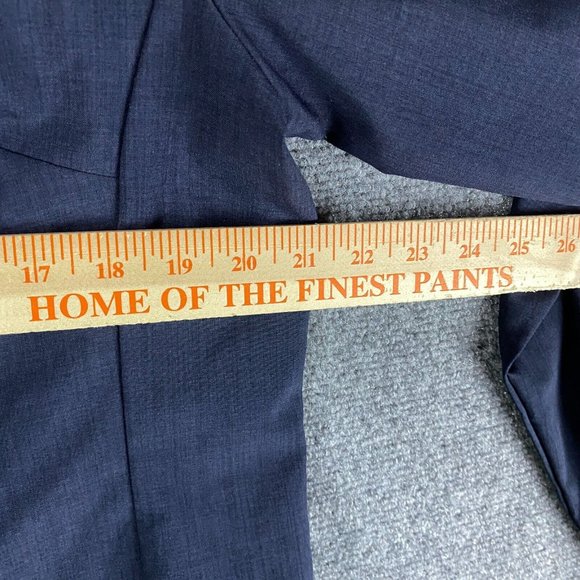 17 18 19 20 21 22 23 24 25 26
HOME OF THE FINEST PAINTS